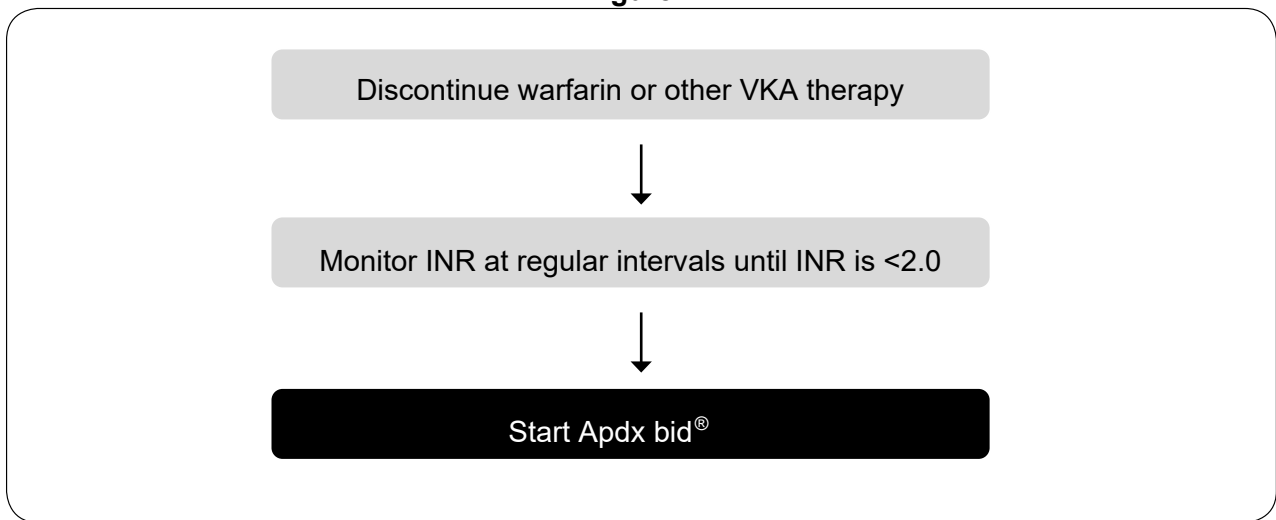 Discontinue warfarin or other VKA therapy
Monitor INR at regular intervals until INR is <2.0
Start Apdx bid®